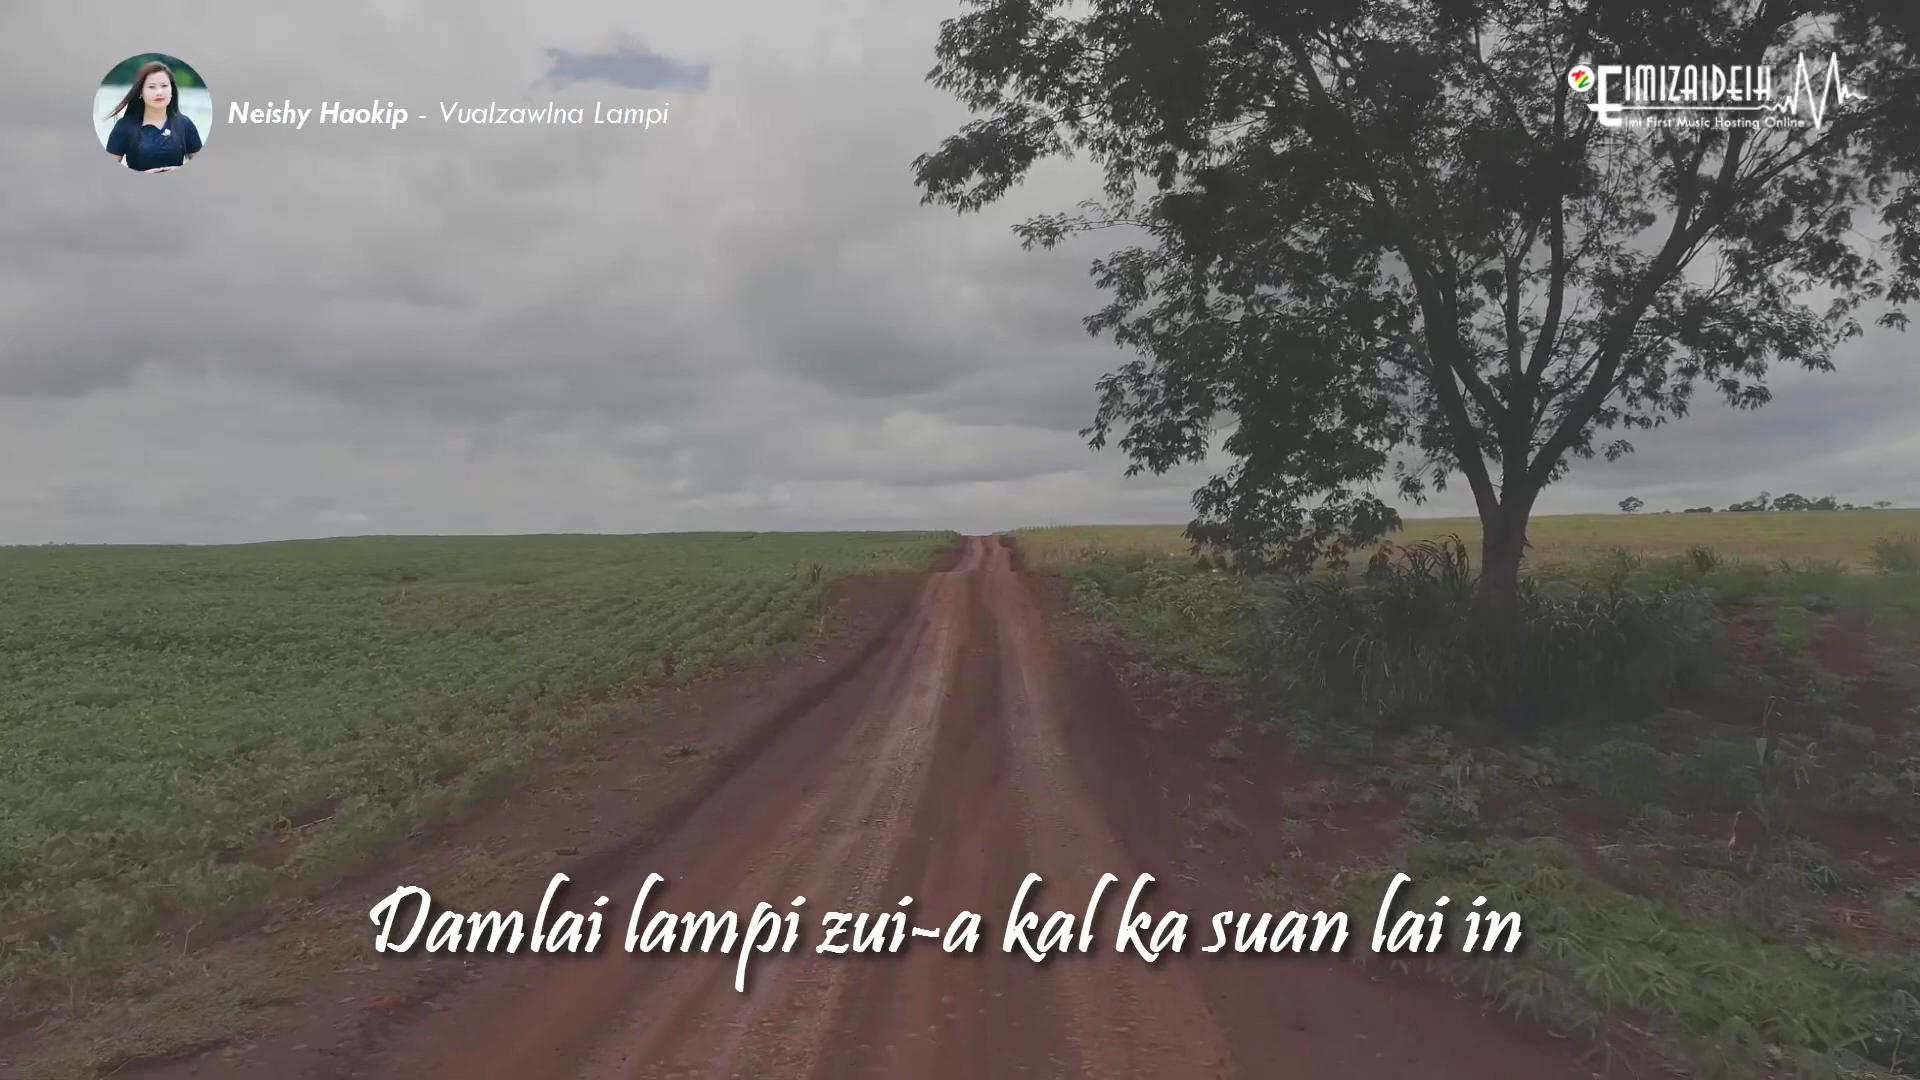 Neishy Haokip - Vualzawlna Lampi
EIMIZAIDEIH
Eimi First Music Hosting Online
Damlai lampi zui-a kal ka suan lai in